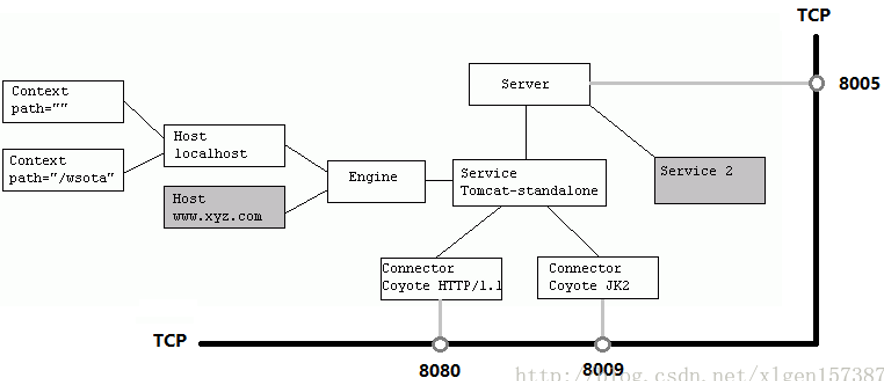 TCP
Server
8005
Context
path=""
Host
localhost
Context
path="/wsota"
Engine
Service
Tomcat-standalone
Service 2
Host
www.xyz.com
Connector
Coyote HTTP/1.1
Connector
Coyote JK2
TCP
8080
8009
http://blog.csdn.net/xlgen157387